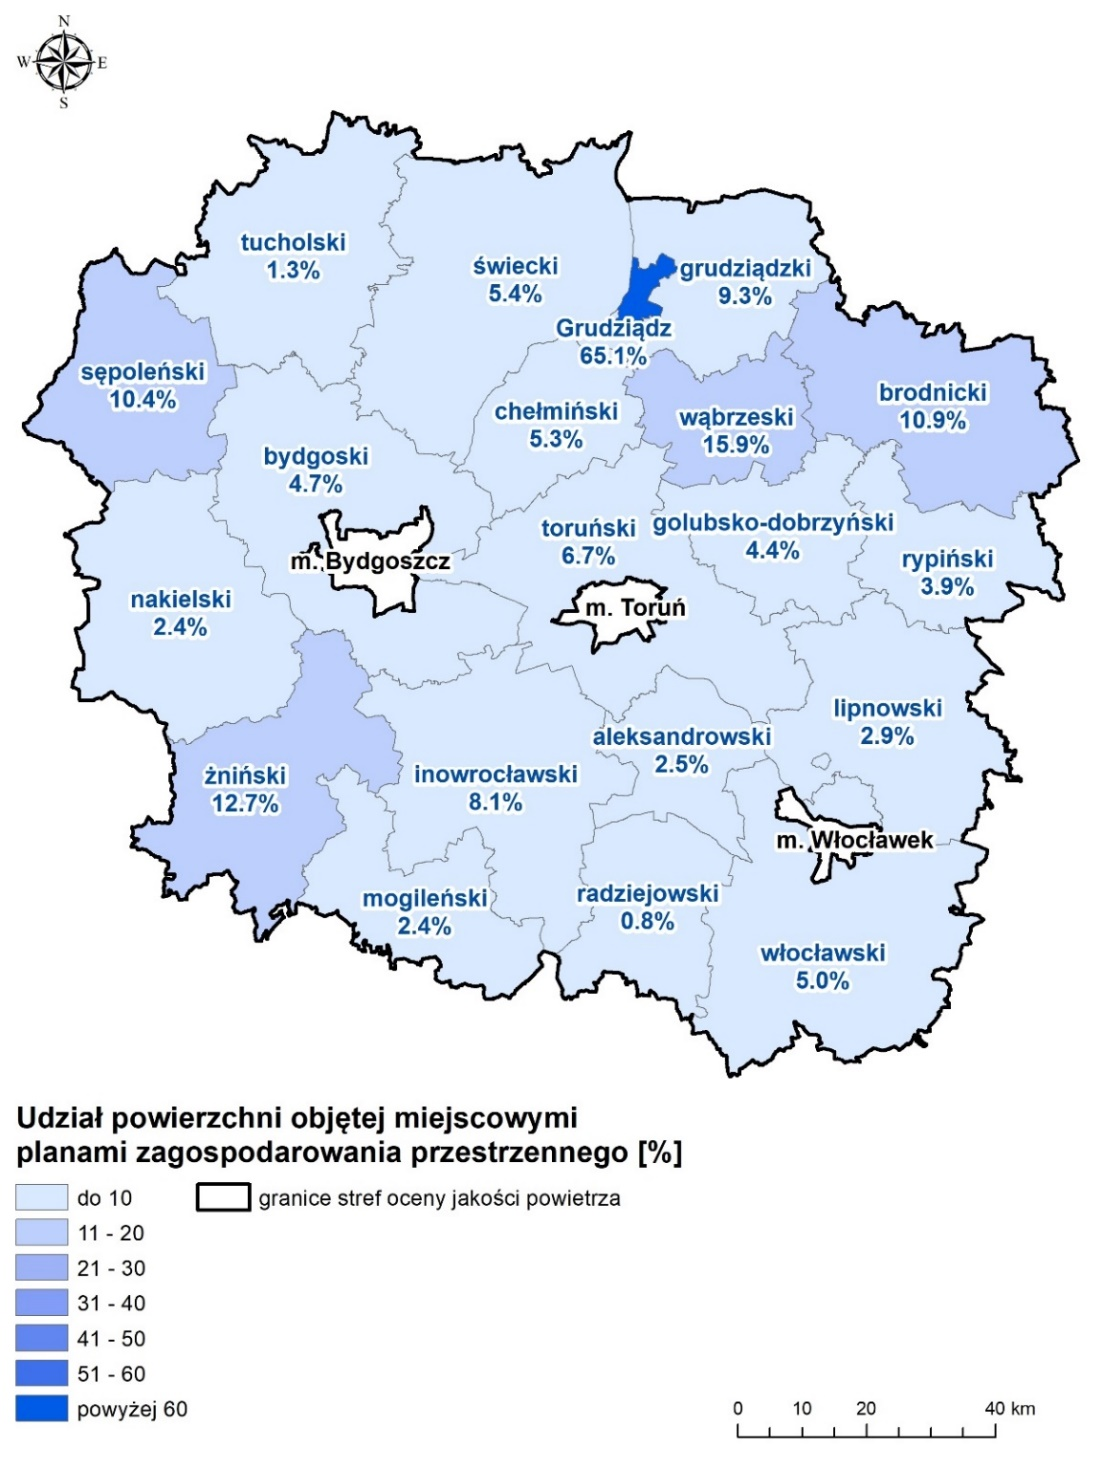 N
W E
S
tucholski
1.3%
świecki
5.4%
grudziądzki
9.3%
Grudziądz
65.1%
sępoleński
10.4%
chełmiński
5.3%
wąbrzeski
15.9%
brodnicki
10.9%
bydgoski
4.7%
toruński
6.7%
golubsko-dobrzyński
4.4%
rypiński
3.9%
m. Bydgoszcz
m. Toruń
nakielski
2.4%
lipnowski
2.9%
aleksandrowski
2.5%
żniński
12.7%
inowrocławski
8.1%
m. Włocławek
mogileński
2.4%
radziejowski
0.8%
włocławski
5.0%
Udział powierzchni objętej miejscowymi
planami zagospodarowania przestrzennego [%]
do 10
granice stref oceny jakości powietrza
11 - 20
21 - 30
31 - 40
41 - 50
51 - 60
powyżej 60
0 10 20 40 km